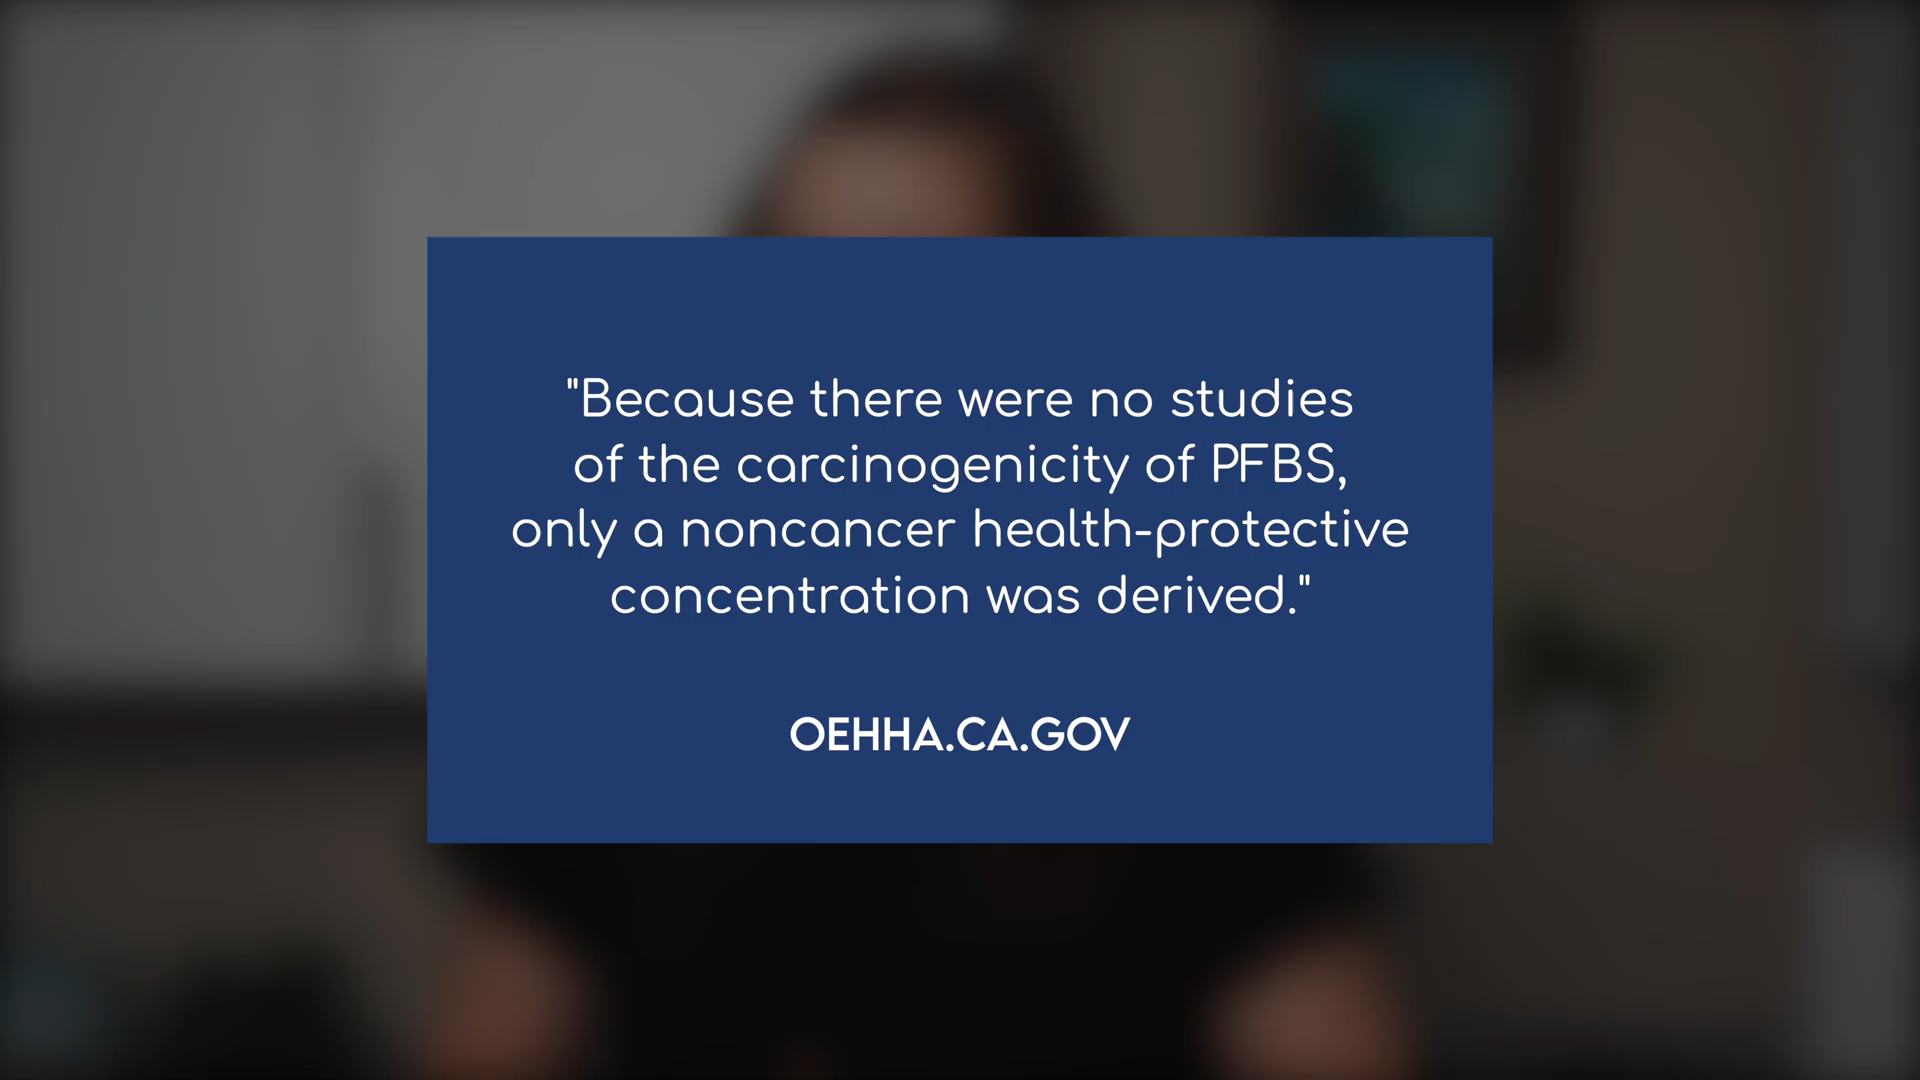 "Because there were no studies
of the carcinogenicity of PFBS,
only a noncancer health-protective
concentration was derived."
OEHHA.CA.GOV